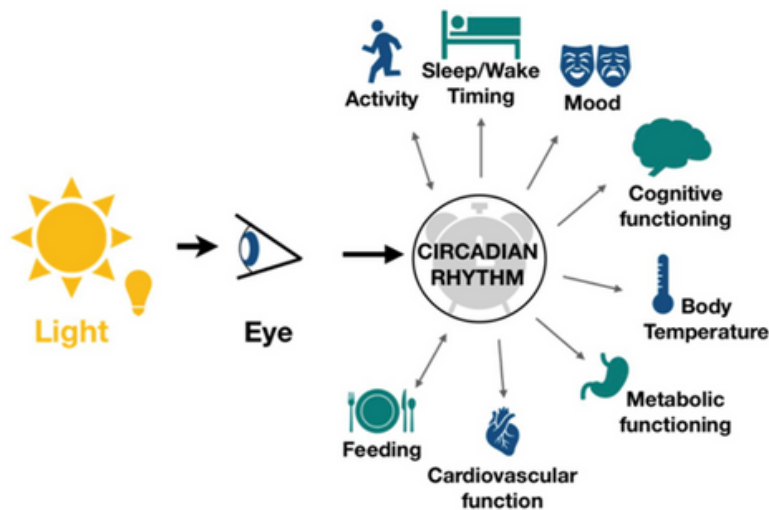 Activity
Sleep/Wake
Timing
Mood
Cognitive
functioning
Light
Eye
CIRCADIAN
RHYTHM
Body
Temperature
Metabolic
functioning
Feeding
Cardiovascular
function